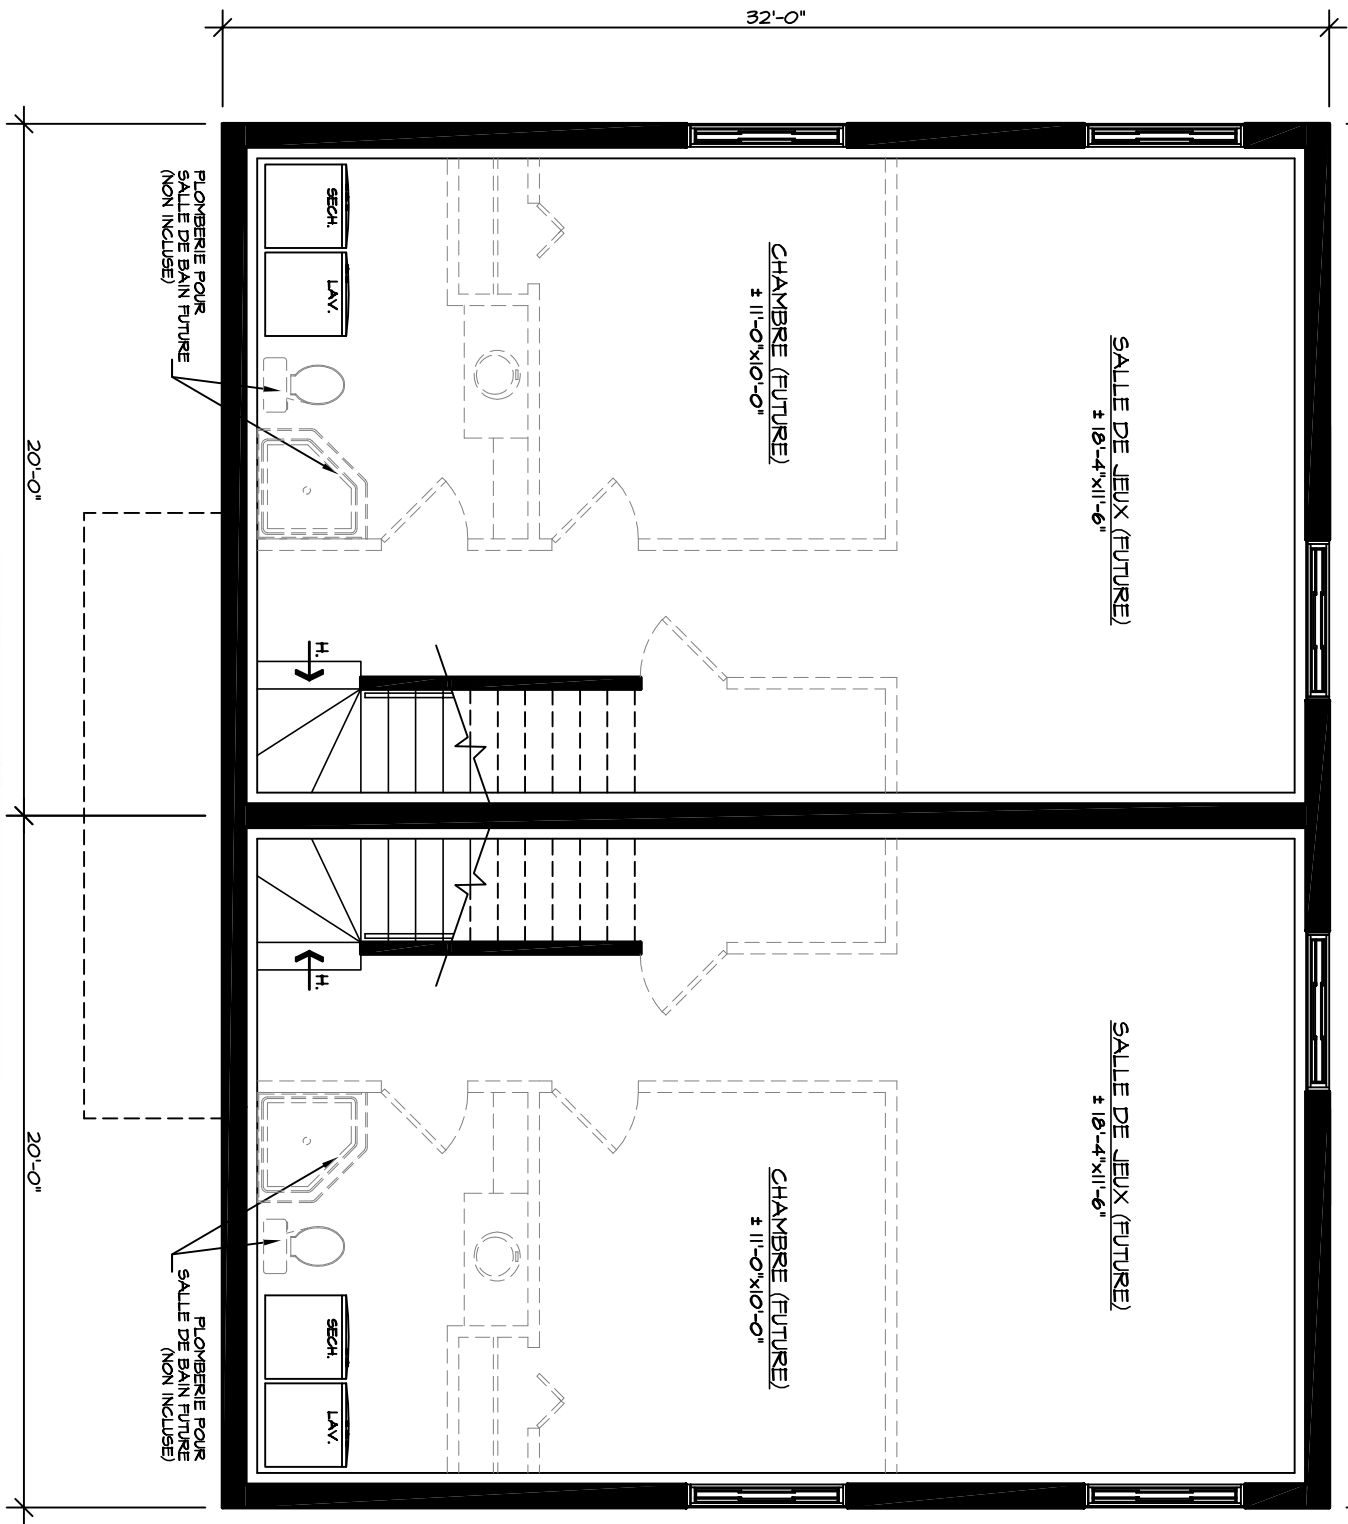 32'-0"
20'-0"
20'-0"
PLOMBERIE POUR
SALLE DE BAIN FUTURE
(NON INCLUSE)
SECH.
LAV.
CHAMBRE (FUTURE)
± 11'-0"x10'-0"
SALLE DE JEUX (FUTURE)
± 18'-4"x11'-6"
H.
H.
SALLE DE JEUX (FUTURE)
± 18'-4"x11'-6"
CHAMBRE (FUTURE)
± 11'-0"x10'-0"
SECH.
LAV.
PLOMBERIE POUR
SALLE DE BAIN FUTURE
(NON INCLUSE)